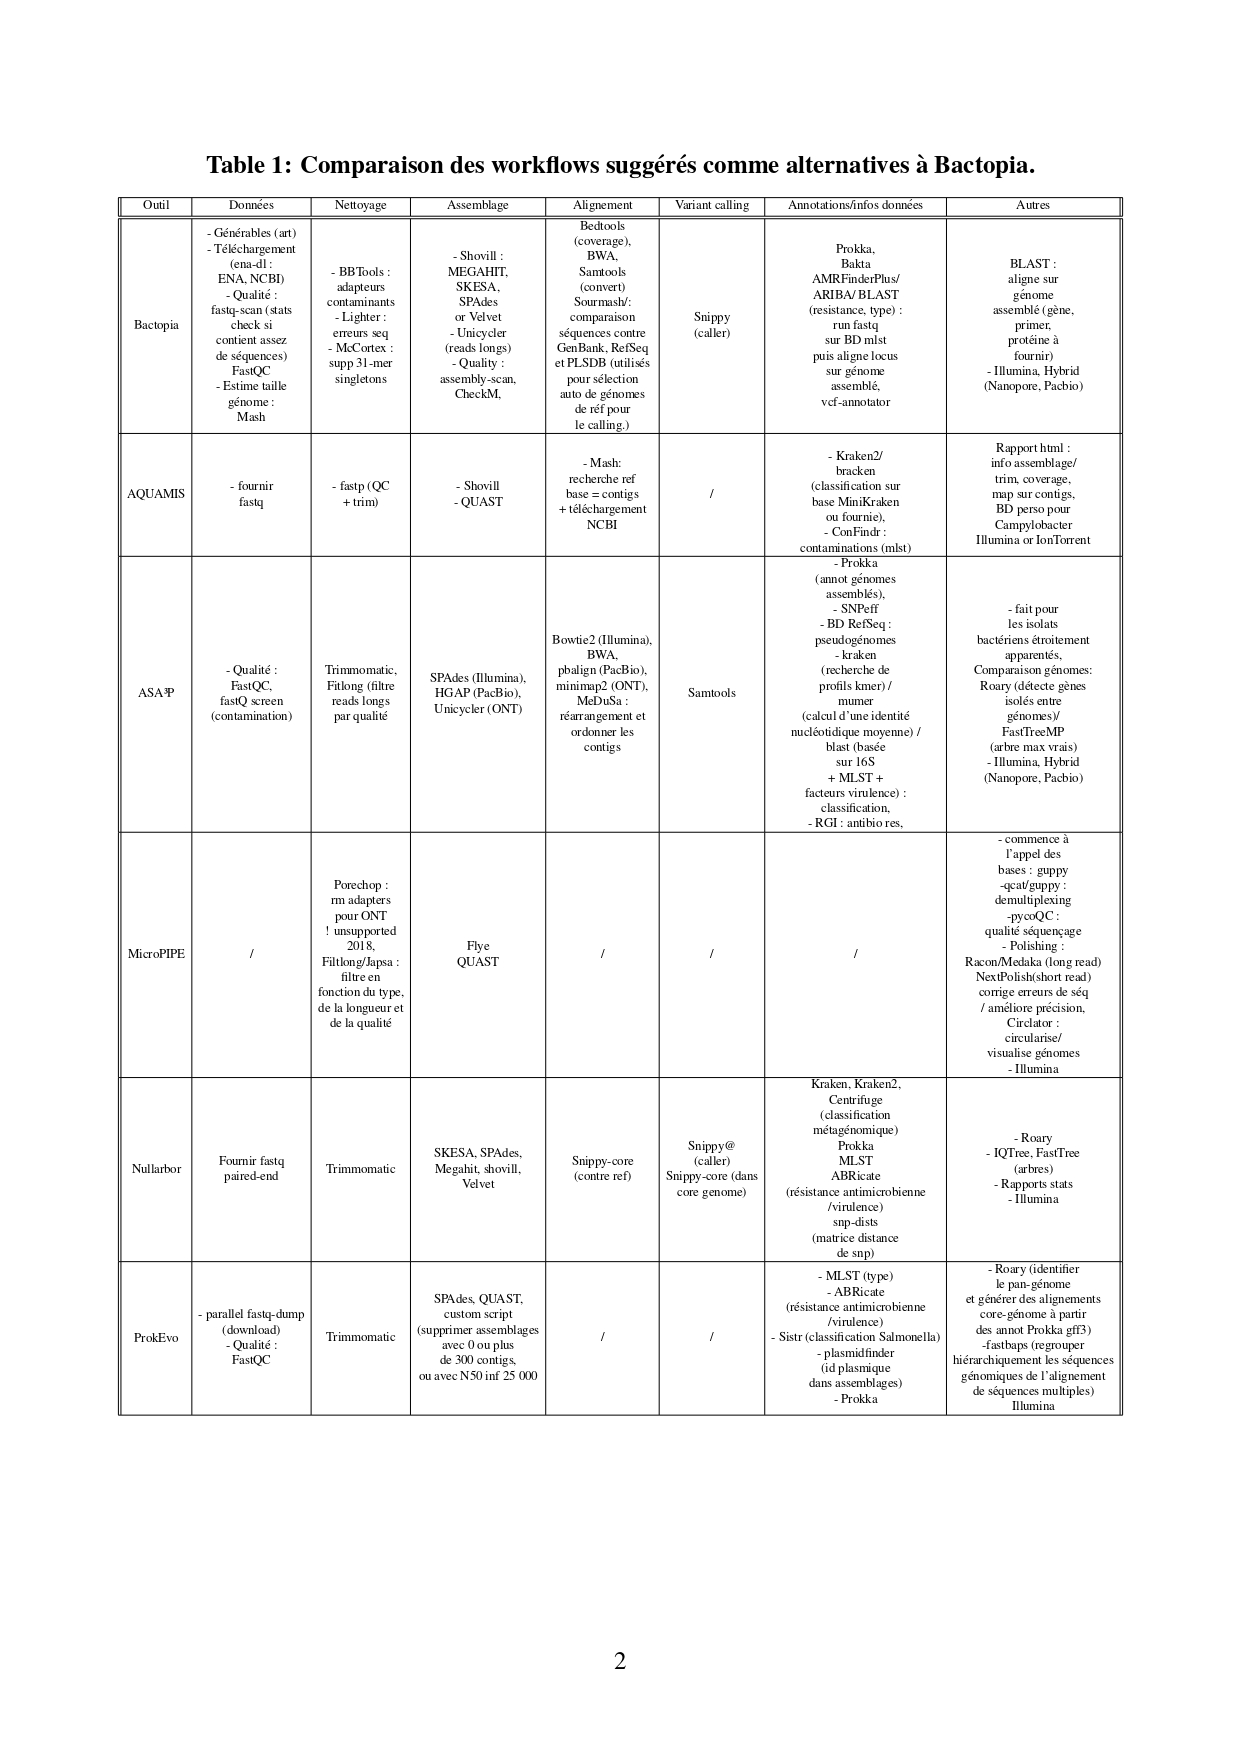 Table 1: Comparaison des workflows suggérés comme alternatives à Bactopia.
Outil
Données
Nettoyage
Assemblage
Alignement
Variant calling
Annotations/infos données
Autres
Bactopia
- Générables (art)
- Téléchargement
(ena-dl :
ENA, NCBI)
- Qualité :
fastq-scan (stats
check si
contient assez
de séquences)
FastQC
- Estime taille
génome :
Mash
- BBTools :
adapteurs
contaminants
- Lighter :
erreurs seq
- McCortex :
supp 31-mer
singletons
- Shovill :
MEGAHIT,
SKESA,
SPAdes
or Velvet
- Unicycler
(reads longs)
- Quality :
assembly-scan,
CheckM,
Bedtools
(coverage),
BWA,
Samtools
(convert)
Sourmash/:
comparaison
séquences contre
GenBank, RefSeq
et PLSDB (utilisés
pour sélection
auto de génomes
de réf pour
le calling.)
Snippy
(caller)
Prokka,
Bakta
AMRFinderPlus/
ARIBA/ BLAST
(resistance, type) :
run fastq
sur BD mlst
puis aligne locus
sur génome
assemblé,
vcf-annotator
BLAST :
aligne sur
génome
assemblé (gène,
primer,
protéine à
fournir)
- Illumina, Hybrid
(Nanopore, Pacbio)
AQUAMIS
- fournir
fastq
- fastp (QC
+ trim)
- Shovill
- QUAST
- Mash:
recherche ref
base = contigs
+ téléchargement
NCBI
/
- Kraken2/
bracken
(classification sur
base MiniKraken
ou fournie),
- ConFindr :
contaminations (mlst)
Rapport html :
info assemblage/
trim, coverage,
map sur contigs,
BD perso pour
Campylobacter
Illumina or IonTorrent
ASA³P
- Qualité :
FastQC,
fastQ screen
(contamination)
Trimmomatic,
Fitlong (filtre
reads longs
par qualité
SPAdes (Illumina),
HGAP (PacBio),
Unicycler (ONT)
Bowtie2 (Illumina),
BWA,
pbalign (PacBio),
minimap2 (ONT),
MeDuSa :
réarrangement et
ordonner les
contigs
Samtools
- Prokka
(annot génomes
assemblés),
- SNPeff
- BD RefSeq :
pseudogénomes
- kraken
(recherche de
profils kmer) /
mumer
(calcul d'une identité
nucléotidique moyenne) /
blast (basée
sur 16S
+ MLST +
facteurs virulence) :
classification,
- RGI : antibio res,
- fait pour
les isolats
bactériens étroitement
apparentés,
Comparaison génomes:
Roary (détecte gènes
isolés entre
génomes)/
FastTreeMP
(arbre max vrais)
- Illumina, Hybrid
(Nanopore, Pacbio)
MicroPIPE
/
Porechop :
rm adapters
pour ONT
! unsupported
2018,
Filtlong/Japsa :
filtre en
fonction du type,
de la longueur et
de la qualité
Flye
QUAST
/
/
/
- commence à
l'appel des
bases : guppy
-qcat/guppy :
demultiplexing
-pycoQC :
qualité séquençage
- Polishing :
Racon/Medaka (long read)
NextPolish(short read)
corrige erreurs de séq
/ améliore précision,
Circlator :
circularise/
visualise génomes
- Illumina
Nullarbor
Fournir fastq
paired-end
Trimmomatic
SKESA, SPAdes,
Megahit, shovill,
Velvet
Snippy-core
(contre ref)
Snippy@
(caller)
Snippy-core (dans
core genome)
Kraken, Kraken2,
Centrifuge
(classification
métagénomique)
Prokka
MLST
ABRicate
(résistance antimicrobienne
/virulence)
snp-dists
(matrice distance
de snp)
- Roary
- IQTree, FastTree
(arbres)
- Rapports stats
- Illumina
ProkEvo
- parallel fastq-dump
(download)
- Qualité :
FastQC
Trimmomatic
SPAdes, QUAST,
custom script
(supprimer assemblages
avec 0 ou plus
de 300 contigs,
ou avec N50 inf 25 000
/
/
- MLST (type)
- ABRicate
(résistance antimicrobienne
/virulence)
- Sistr (classification Salmonella)
- plasmidfinder
(id plasmique
dans assemblages)
- Prokka
- Roary (identifier
le pan-génome
et générer des alignements
core-génome à partir
des annot Prokka gff3)
-fastbaps (regrouper
hiérarchiquement les séquences
génomiques de l'alignement
de séquences multiples)
Illumina
2